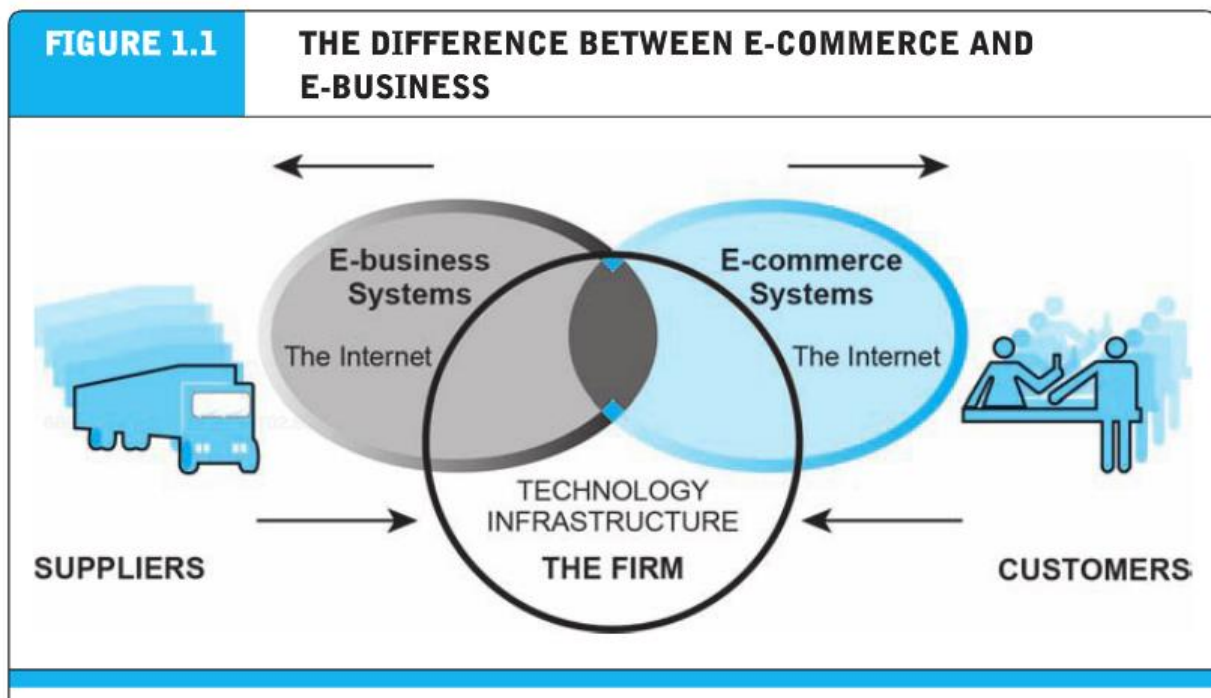 FIGURE 1.1
THE DIFFERENCE BETWEEN E-COMMERCE AND
E-BUSINESS
E-business
Systems
The Internet
E-commerce
Systems
The Internet
TECHNOLOGY
INFRASTRUCTURE
THE FIRM
SUPPLIERS
CUSTOMERS